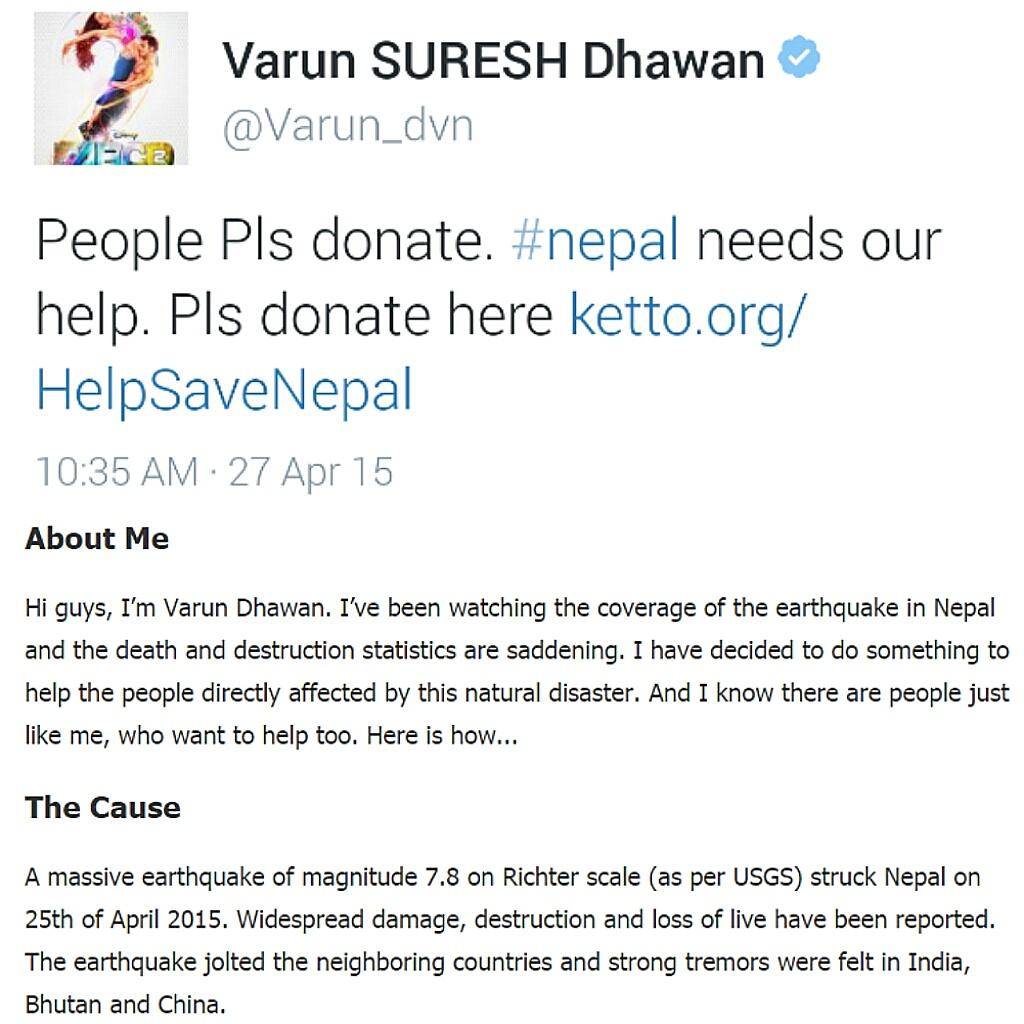 Varun SURESH Dhawan
@Varun_dvn
People Pls donate. #nepal needs our
help. Pls donate here ketto.org/
HelpSaveNepal
10:35 AM · 27 Apr 15
About Me
Hi guys, I’m Varun Dhawan. I’ve been watching the coverage of the earthquake in Nepal
and the death and destruction statistics are saddening. I have decided to do something to
help the people directly affected by this natural disaster. And I know there are people just
like me, who want to help too. Here is how...
The Cause
A massive earthquake of magnitude 7.8 on Richter scale (as per USGS) struck Nepal on
25th of April 2015. Widespread damage, destruction and loss of live have been reported.
The earthquake jolted the neighboring countries and strong tremors were felt in India,
Bhutan and China.